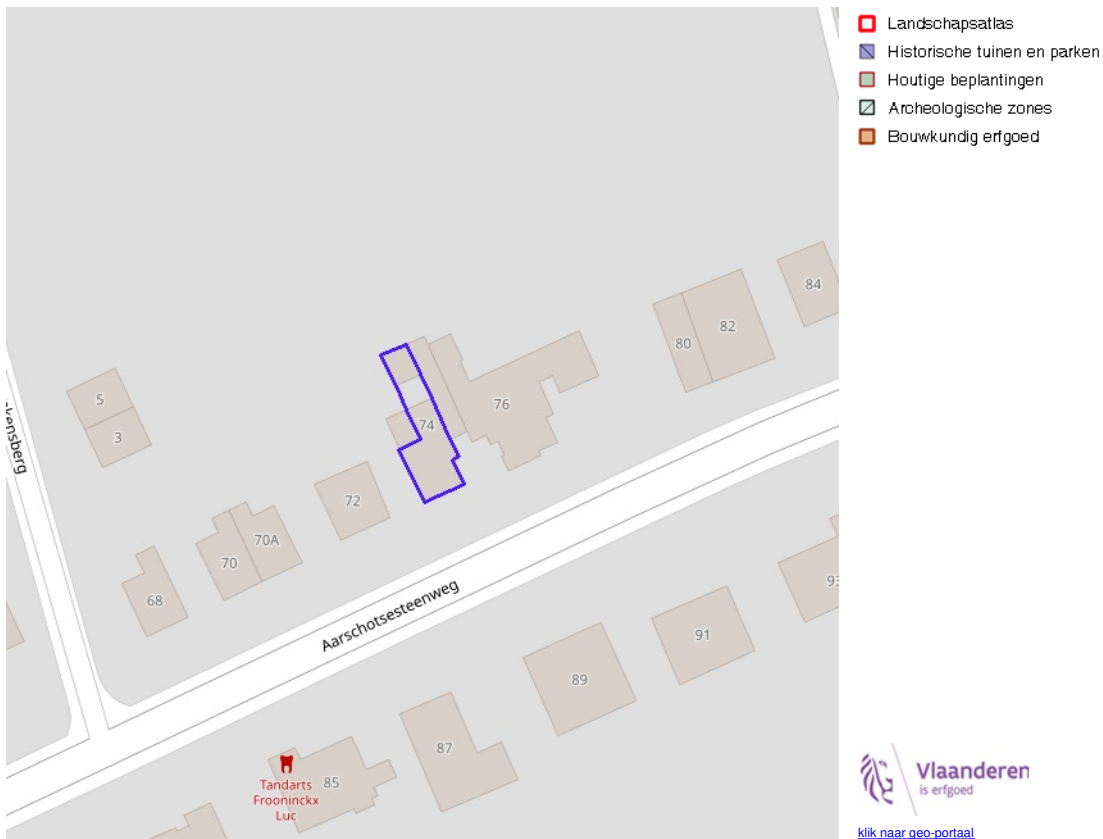 Landschapsatlas
Historische tuinen en parken
Houtige beplantingen
Archeologische zones
Bouwkundig erfgoed
84
82
80
76
74
5
3
72
70A
70
68
kensberg
Aarschotsesteenweg
93
91
89
87
85
Tandarts
Frooninckx
Luc
Vlaanderen
is erfgoed
klik naar geo-portaal